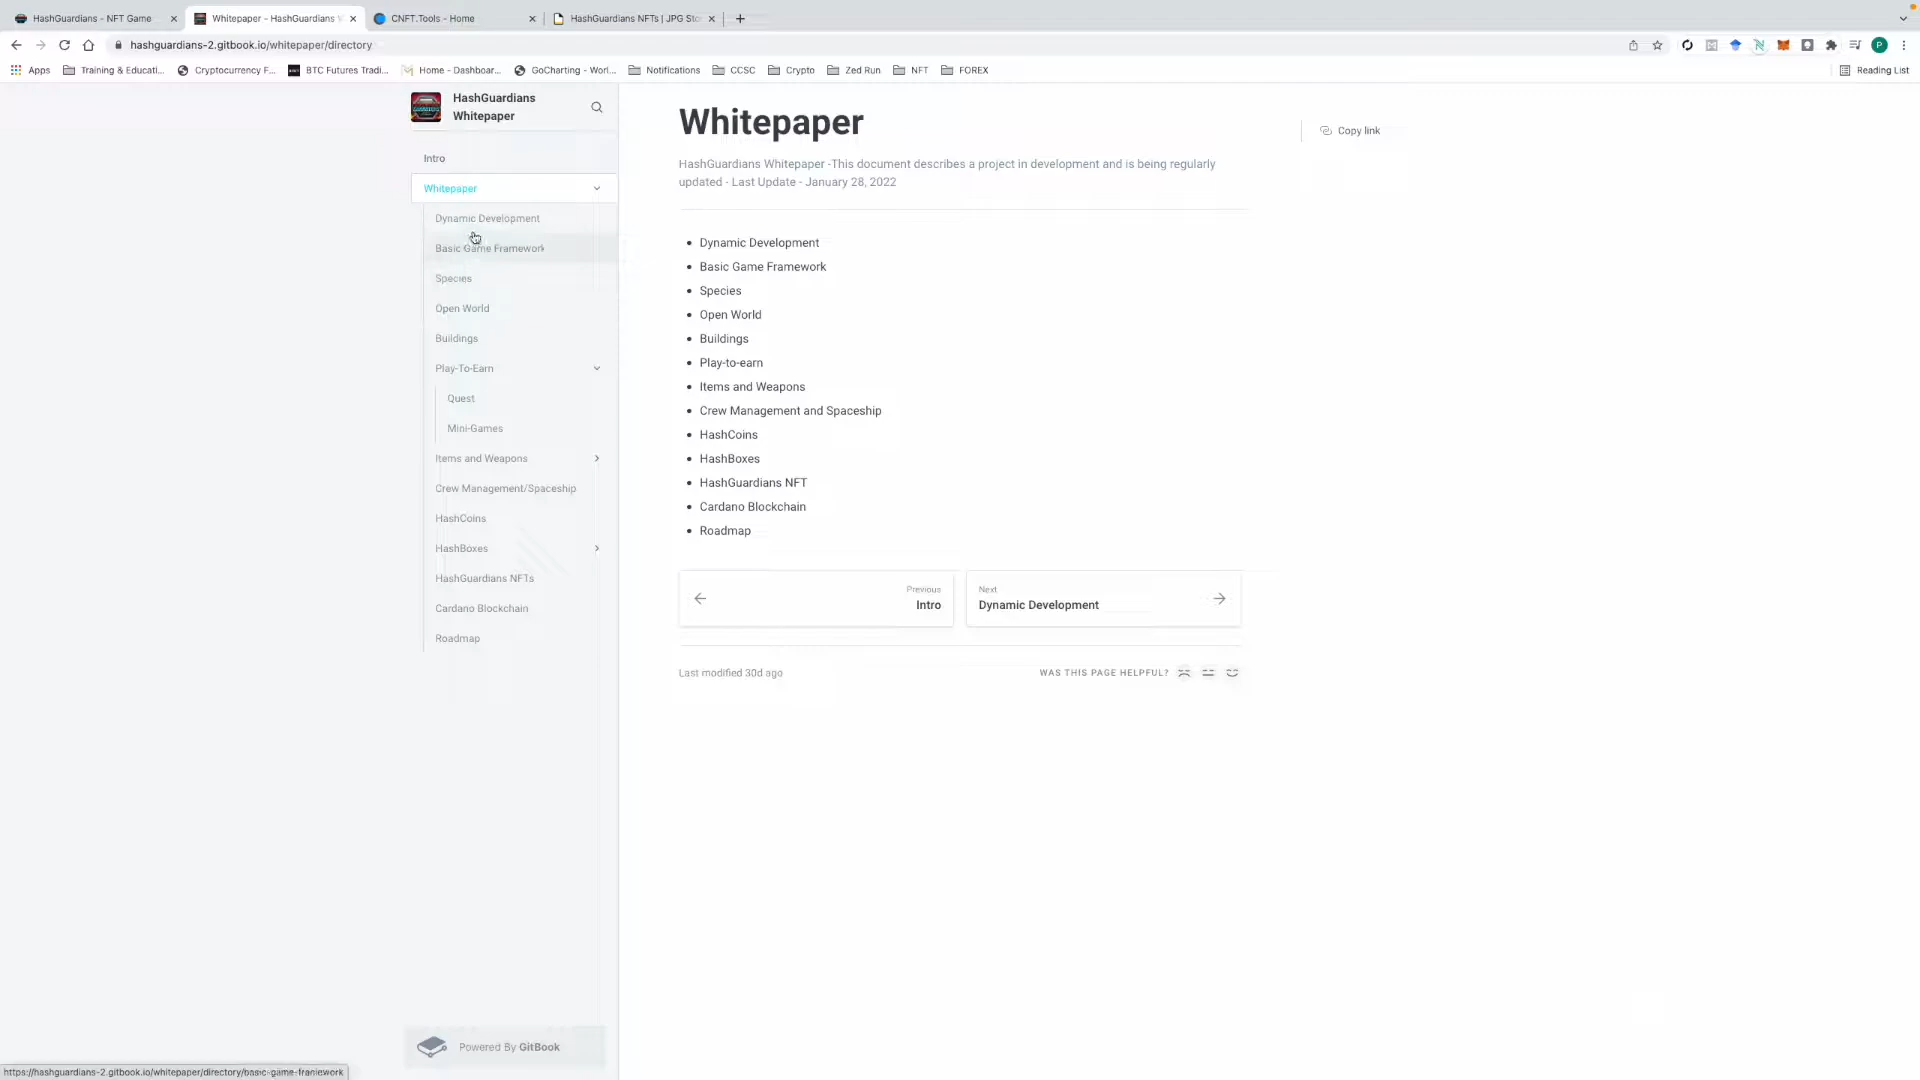 HashGuardians - NFT Game
Whitepaper - HashGuardians W
CNFT.Tools - Home
HashGuardians NFTs | JPG Sto
hashguardians-2.gitbook.io/whitepaper/directory
P
Apps
Training & Educati...
Cryptocurrency F...
BTC Futures Tradi...
Home - Dashboar...
GoCharting - Worl...
Notifications
CCSC
Crypto
Zed Run
NFT
FOREX
Reading List
HashGuardians
Whitepaper
Intro
Whitepaper
Dynamic Development
Basic Game Framework
Species
Open World
Buildings
Play-To-Earn
Quest
Mini-Games
Items and Weapons
Crew Management/Spaceship
HashCoins
HashBoxes
HashGuardians NFTs
Cardano Blockchain
Roadmap
Powered By GitBook
Whitepaper
HashGuardians Whitepaper -This document describes a project in development and is being regularly
updated - Last Update - January 28, 2022
Copy link
Dynamic Development
Basic Game Framework
Species
Open World
Buildings
Play-to-earn
Items and Weapons
Crew Management and Spaceship
HashCoins
HashBoxes
HashGuardians NFT
Cardano Blockchain
Roadmap
Previous
Intro
Next
Dynamic Development
Last modified 30d ago
WAS THIS PAGE HELPFUL?
https://hashguardians-2.gitbook.io/whitepaper/directory/basic-game-framework